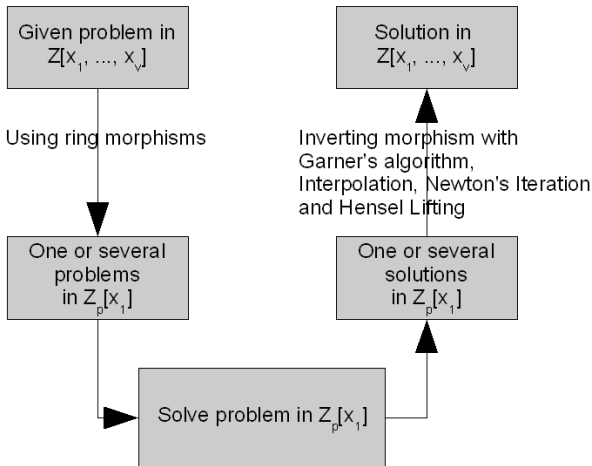 Given problem in
Z[x₁, ..., xᵥ]
Solution in
Z[x₁, ..., xᵥ]
Using ring morphisms
Inverting morphism with
Garner's algorithm,
Interpolation, Newton's Iteration
and Hensel Lifting
One or several
problems
in Zₚ[x₁]
One or several
solutions
in Zₚ[x₁]
Solve problem in Zₚ[x₁]